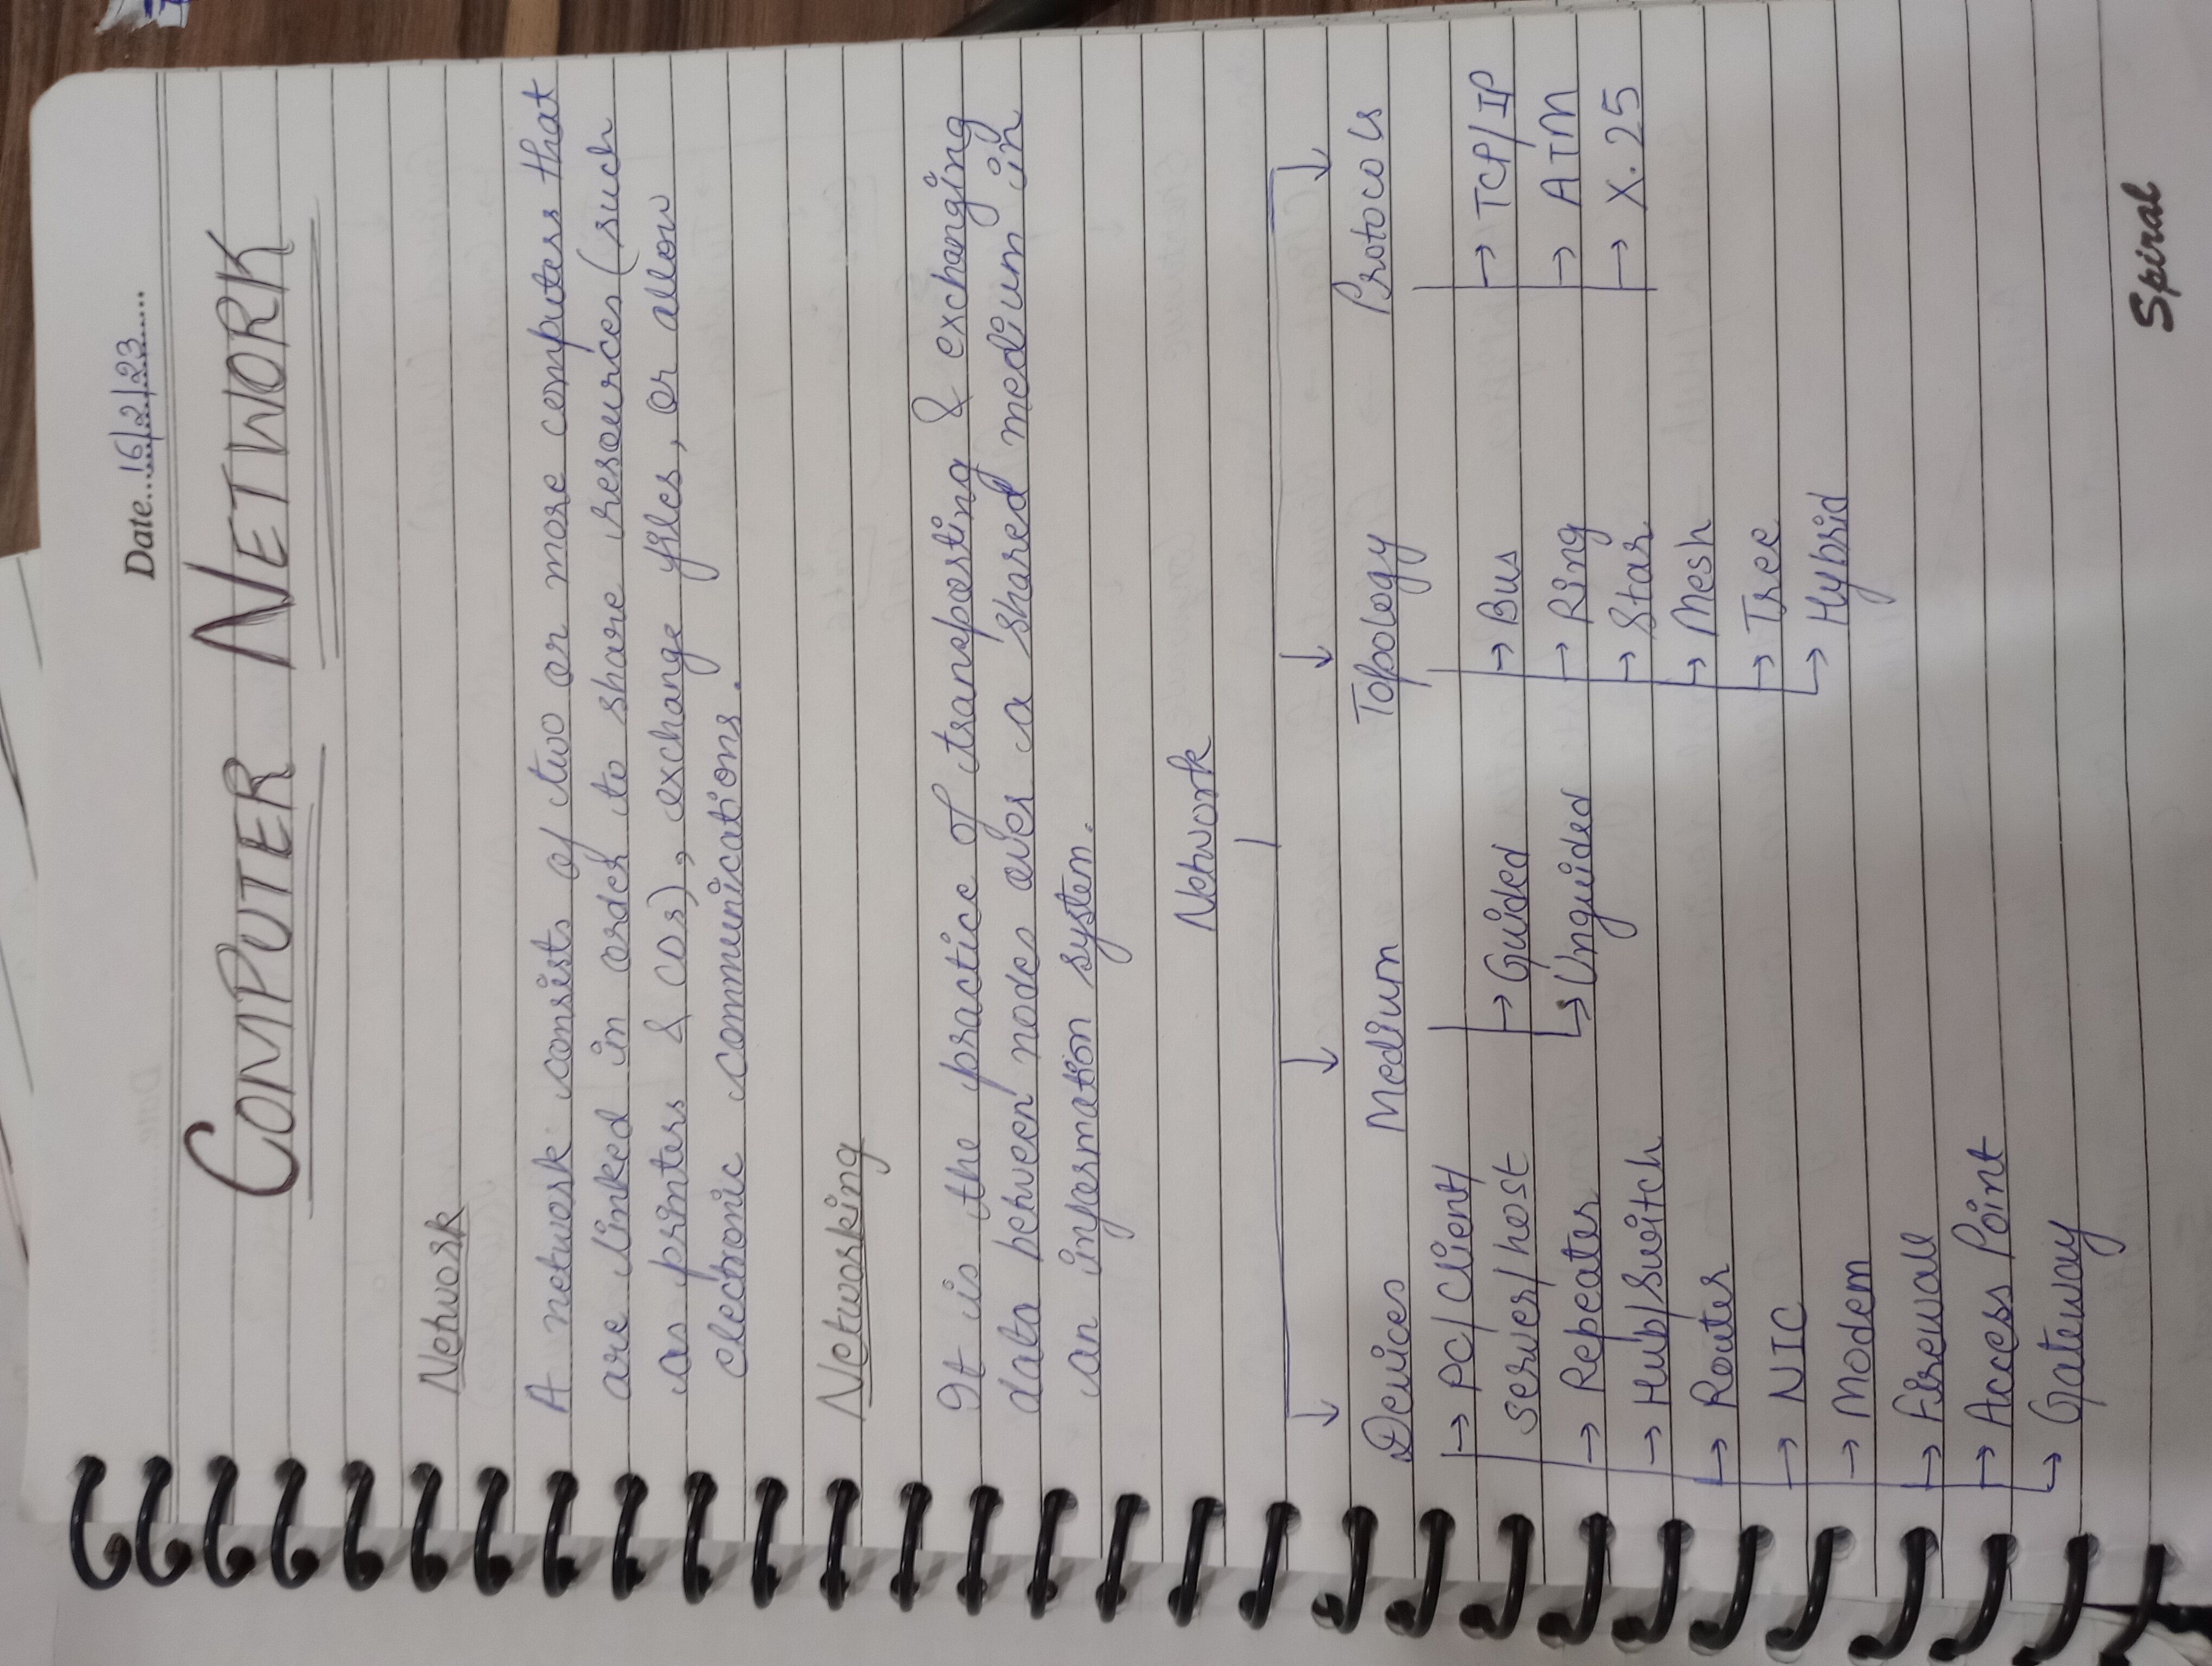 Date...16/2/23.....
COMPUTER NETWORK
Network
A network consists of two or more computers that
are linked in order to share resources (such
as printers & CDs), exchange files, or allow
electronic communications.
Networking
It is the practice of transporting & exchanging
data between nodes over a shared medium in
an information system.
Network
Devices Medium Topology Protocols
→ PC/Client/
server/host → Guided → Bus → TCP/IP
→ Repeater → Unguided → Ring → ATM
→ Hub/Switch → Star → X.25
→ Router → Mesh
→ NIC → Tree
→ Modem → Hybrid
→ Firewall
→ Access Point
→ Gateway
Spiral